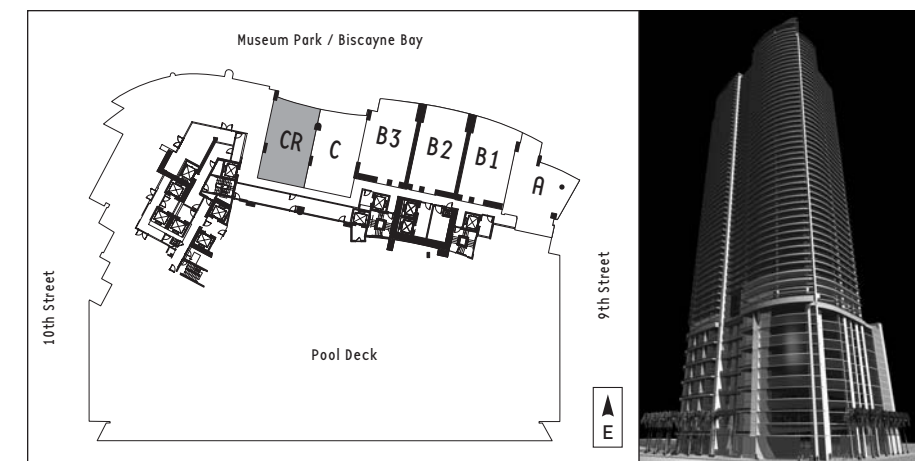 Museum Park / Biscayne Bay
CR
C
B3
B2
B1
A
10th Street
9th Street
Pool Deck
E